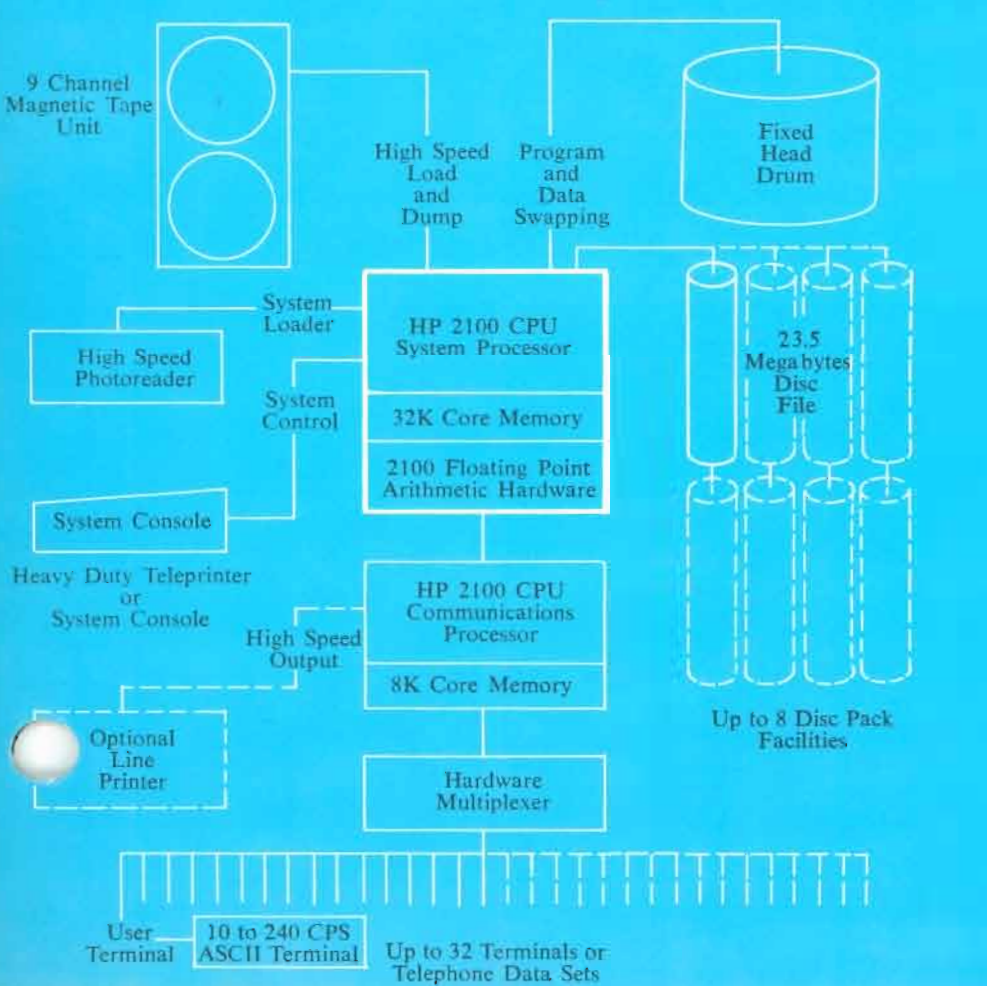 9 Channel
Magnetic Tape
Unit
High Speed
Load
and
Dump
Program
and
Data
Swapping
Fixed
Head
Drum
System
Loader
High Speed
Photoreader
HP 2100 CPU
System Processor
23.5
Megabytes
Disc
File
System
Control
32K Core Memory
2100 Floating Point
Arithmetic Hardware
System Console
Heavy Duty Teleprinter
or
System Console
HP 2100 CPU
Communications
Processor
High Speed
Output
8K Core Memory
Up to 8 Disc Pack
Facilities
Optional
Line
Printer
Hardware
Multiplexer
User
Terminal
10 to 240 CPS
ASCII Terminal
Up to 32 Terminals or
Telephone Data Sets